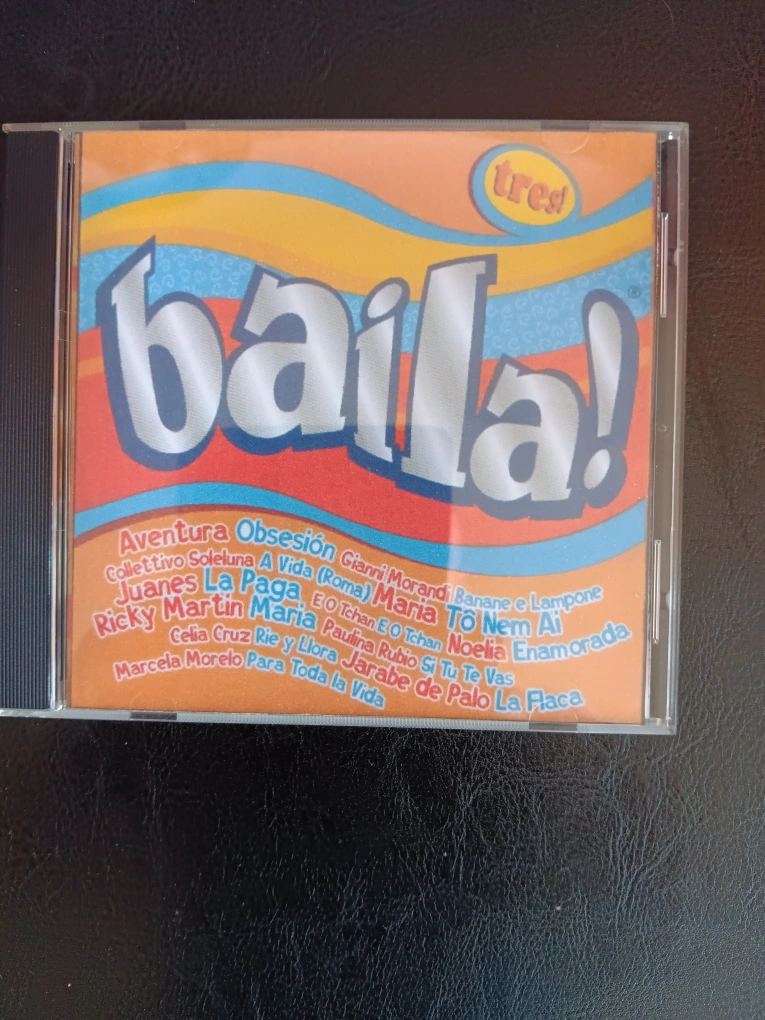 tres!
baila!®
Aventura Obsesión Gianni Morandi Banane e Lampone
Collettivo Soleluna A Vida (Roma) Maria Tô Nem Ai
Juanes La Paga E O Tchan E O Tchan Noelia Enamorada
Ricky Martin Maria Paulina Rubio Si Tu Te Vas
Celia Cruz Rie y Llora Jarabe de Palo La Flaca
Marcela Morelo Para Toda la Vida